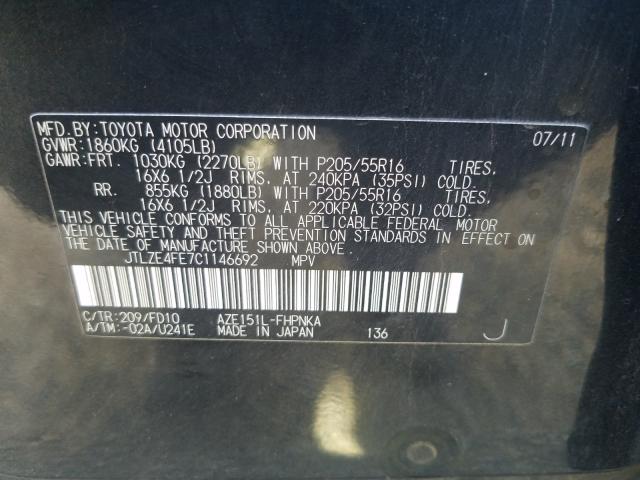 MFD.BY:TOYOTA MOTOR CORPORATION 07/11
GVWR:1860KG (4105LB)
GAWR:FRT. 1030KG (2270LB) WITH P205/55R16 TIRES,
16X6 1/2J RIMS, AT 240KPA (35PSI) COLD.
RR. 855KG (1880LB) WITH P205/55R16 TIRES,
16X6 1/2J RIMS, AT 220KPA (32PSI) COLD.
THIS VEHICLE CONFORMS TO ALL APPLICABLE FEDERAL MOTOR
VEHICLE SAFETY AND THEFT PREVENTION STANDARDS IN EFFECT ON
THE DATE OF MANUFACTURE SHOWN ABOVE.
JTLZE4FE7C1146692 MPV
C/TR:209/FD10 AZE151L-FHPNKA
A/TM:-02A/U241E MADE IN JAPAN 136 J